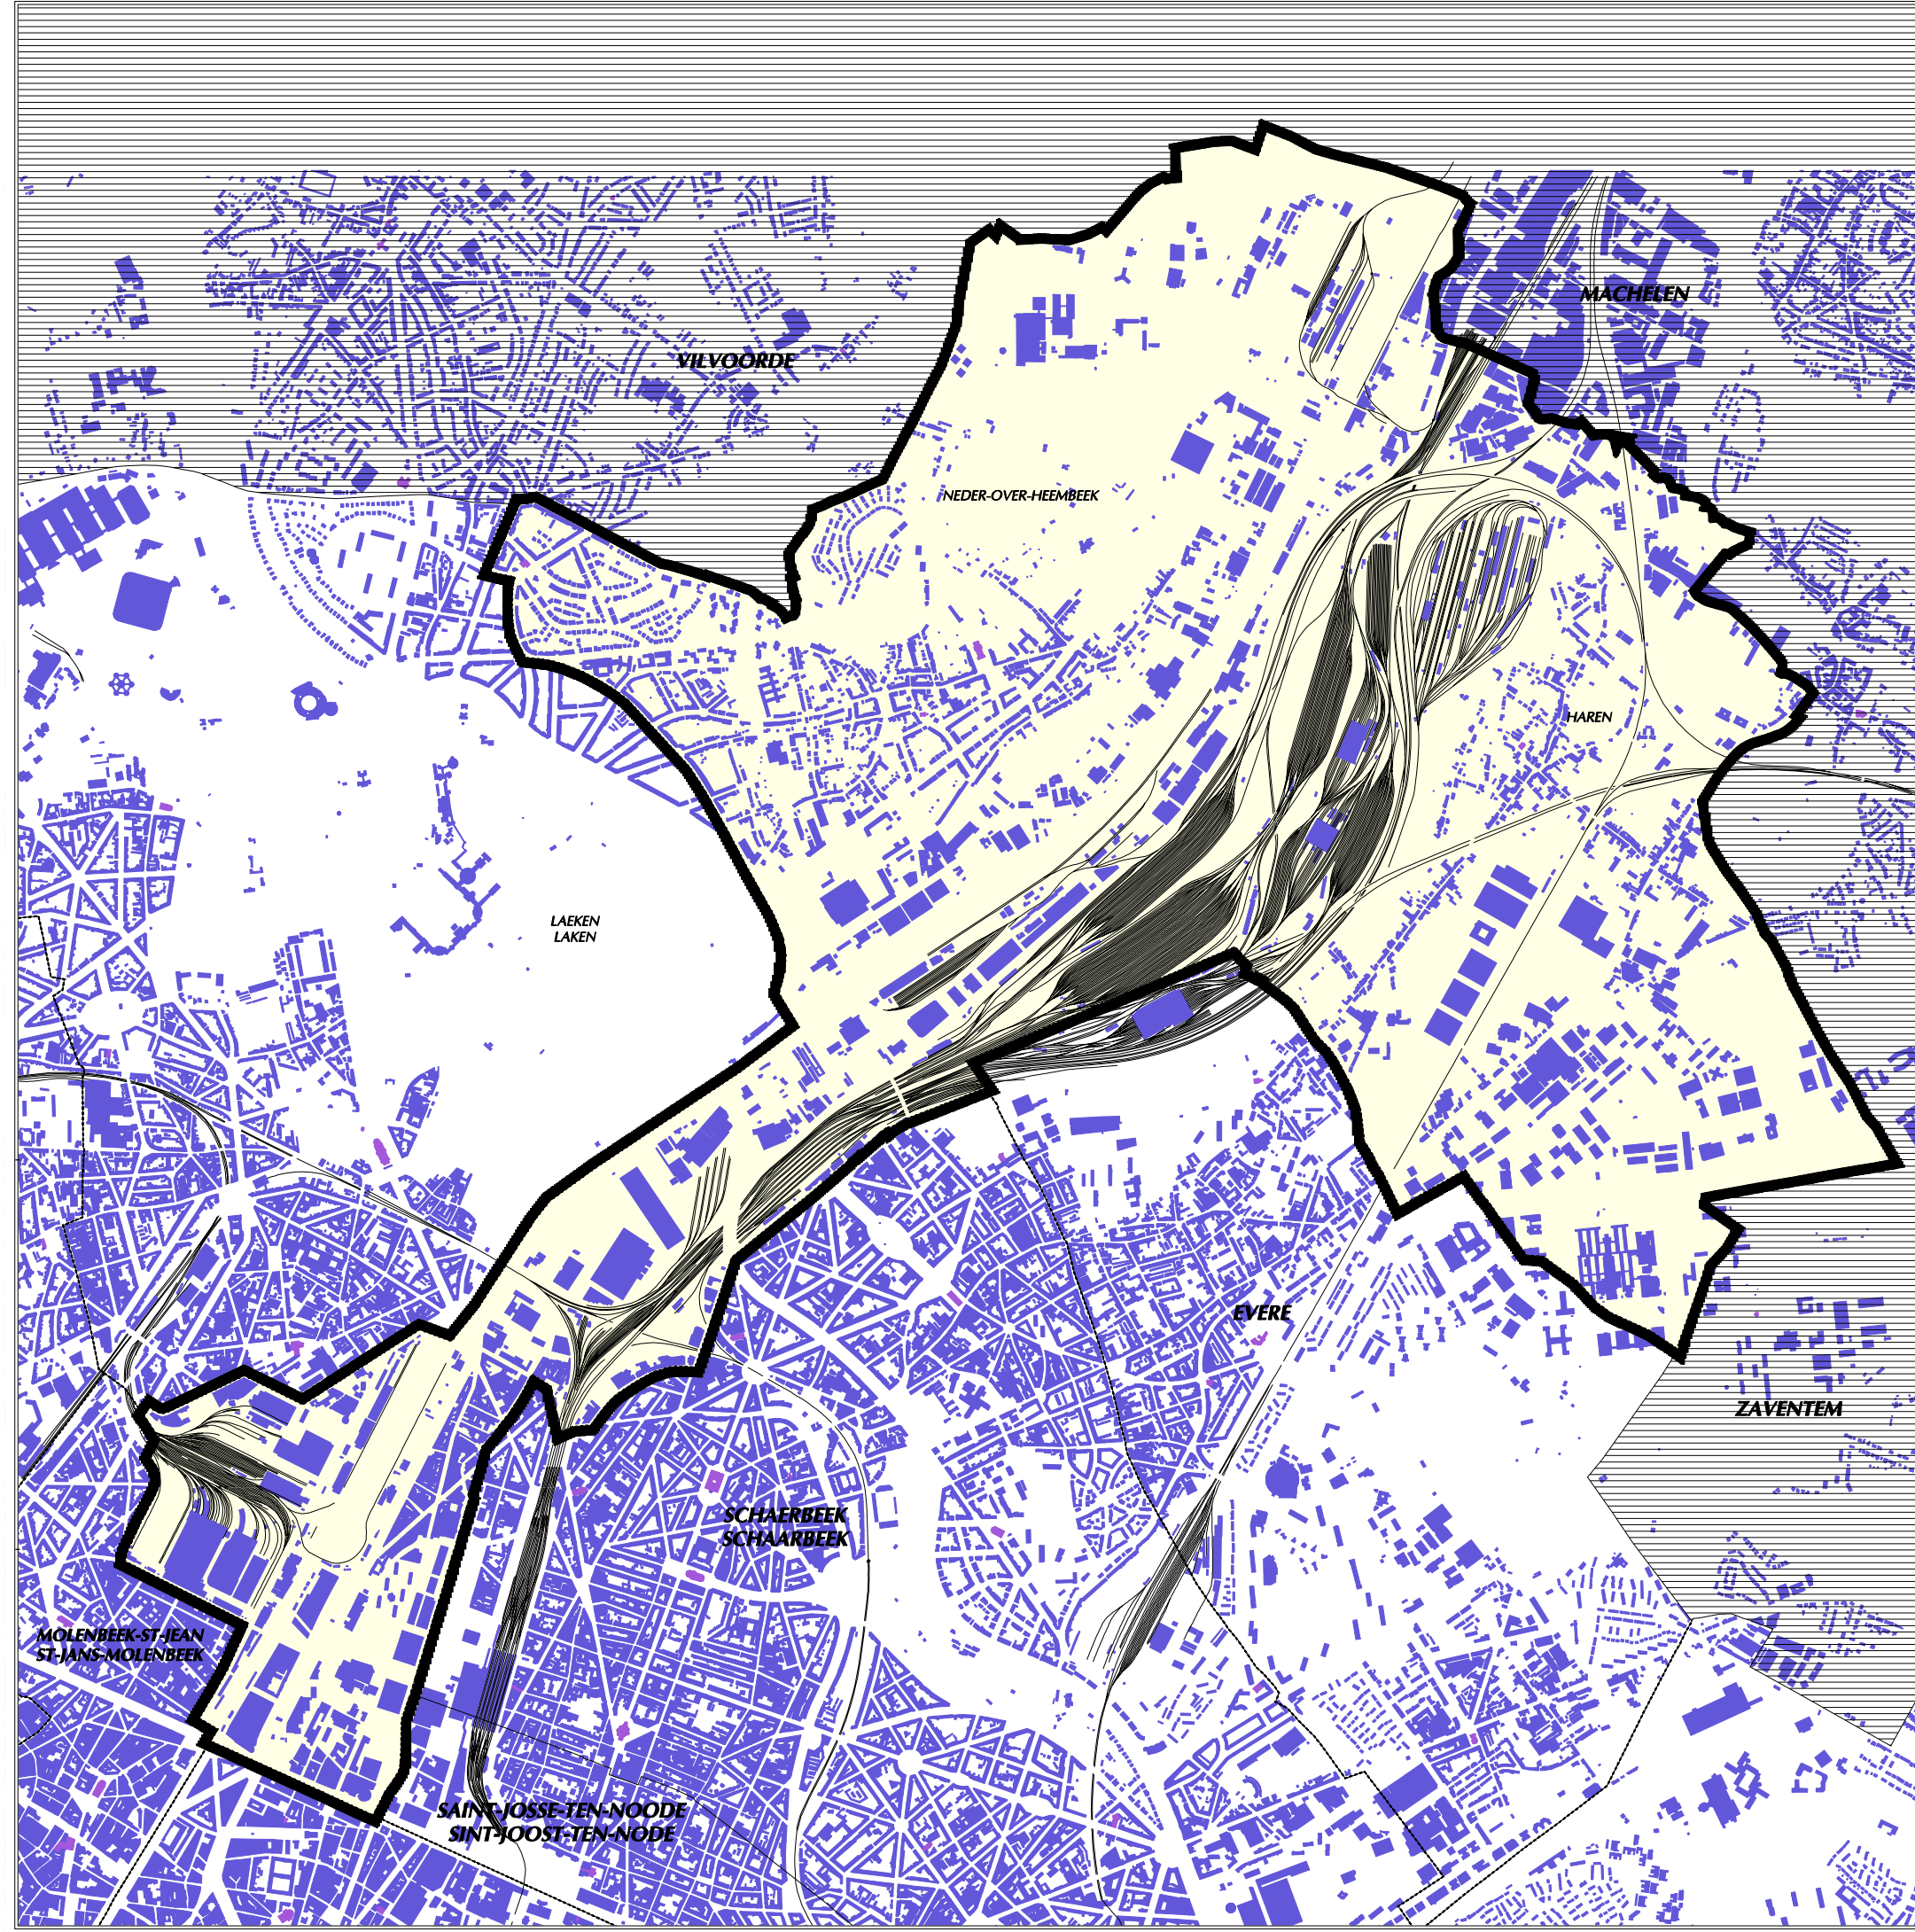 MACHELEN
VILVOORDE
NEDER-OVER-HEEMBEEK
HAREN
LAEKEN
LAKEN
EVERE
ZAVENTEM
SCHAERBEEK
SCHAARBEEK
MOLENBEEK-ST-JEAN
ST-JANS-MOLENBEEK
SAINT-JOSSE-TEN-NOODE
SINT-JOOST-TEN-NODE